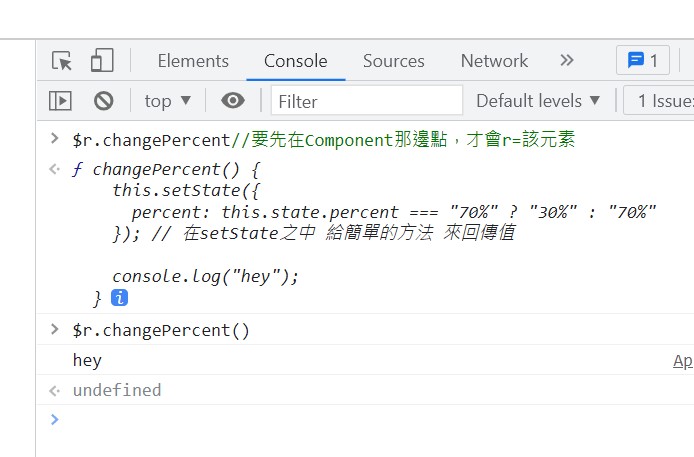 Elements Console Sources Network » 1
top ▼ Filter Default levels ▼ 1 Issue:
> $r.changePercent//要先在Component那邊點，才會r=該元素
ƒ changePercent() {
this.setState({
percent: this.state.percent === "70%" ? "30%" : "70%"
}); // 在setState之中 給簡單的方法 來回傳值
console.log("hey");
} i
> $r.changePercent()
hey Ap
undefined
>